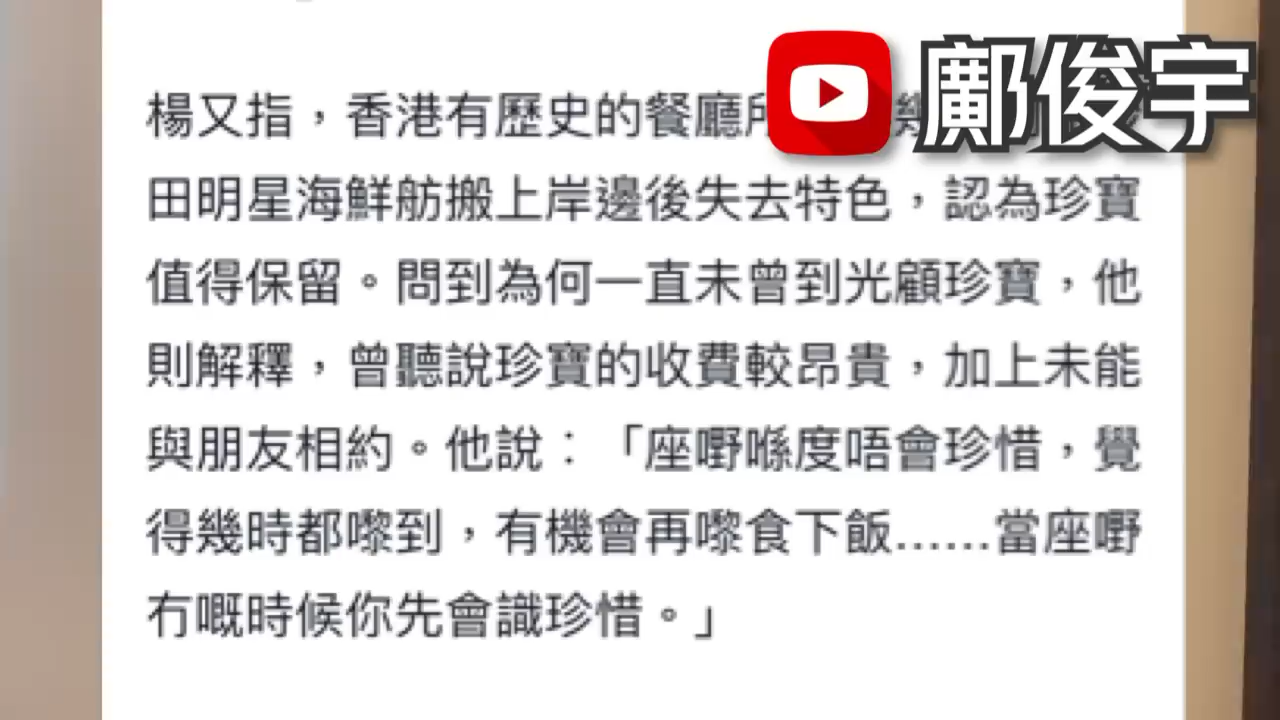 鄺俊宇
楊又指，香港有歷史的餐廳所
田明星海鮮舫搬上岸邊後失去特色，認為珍寶
值得保留。問到為何一直未曾到光顧珍寶，他
則解釋，曾聽說珍寶的收費較昂貴，加上未能
與朋友相約。他說：「座嘢喺度唔會珍惜，覺
得幾時都嚟到，有機會再嚟食下飯……當座嘢
冇嘅時候你先會識珍惜。」